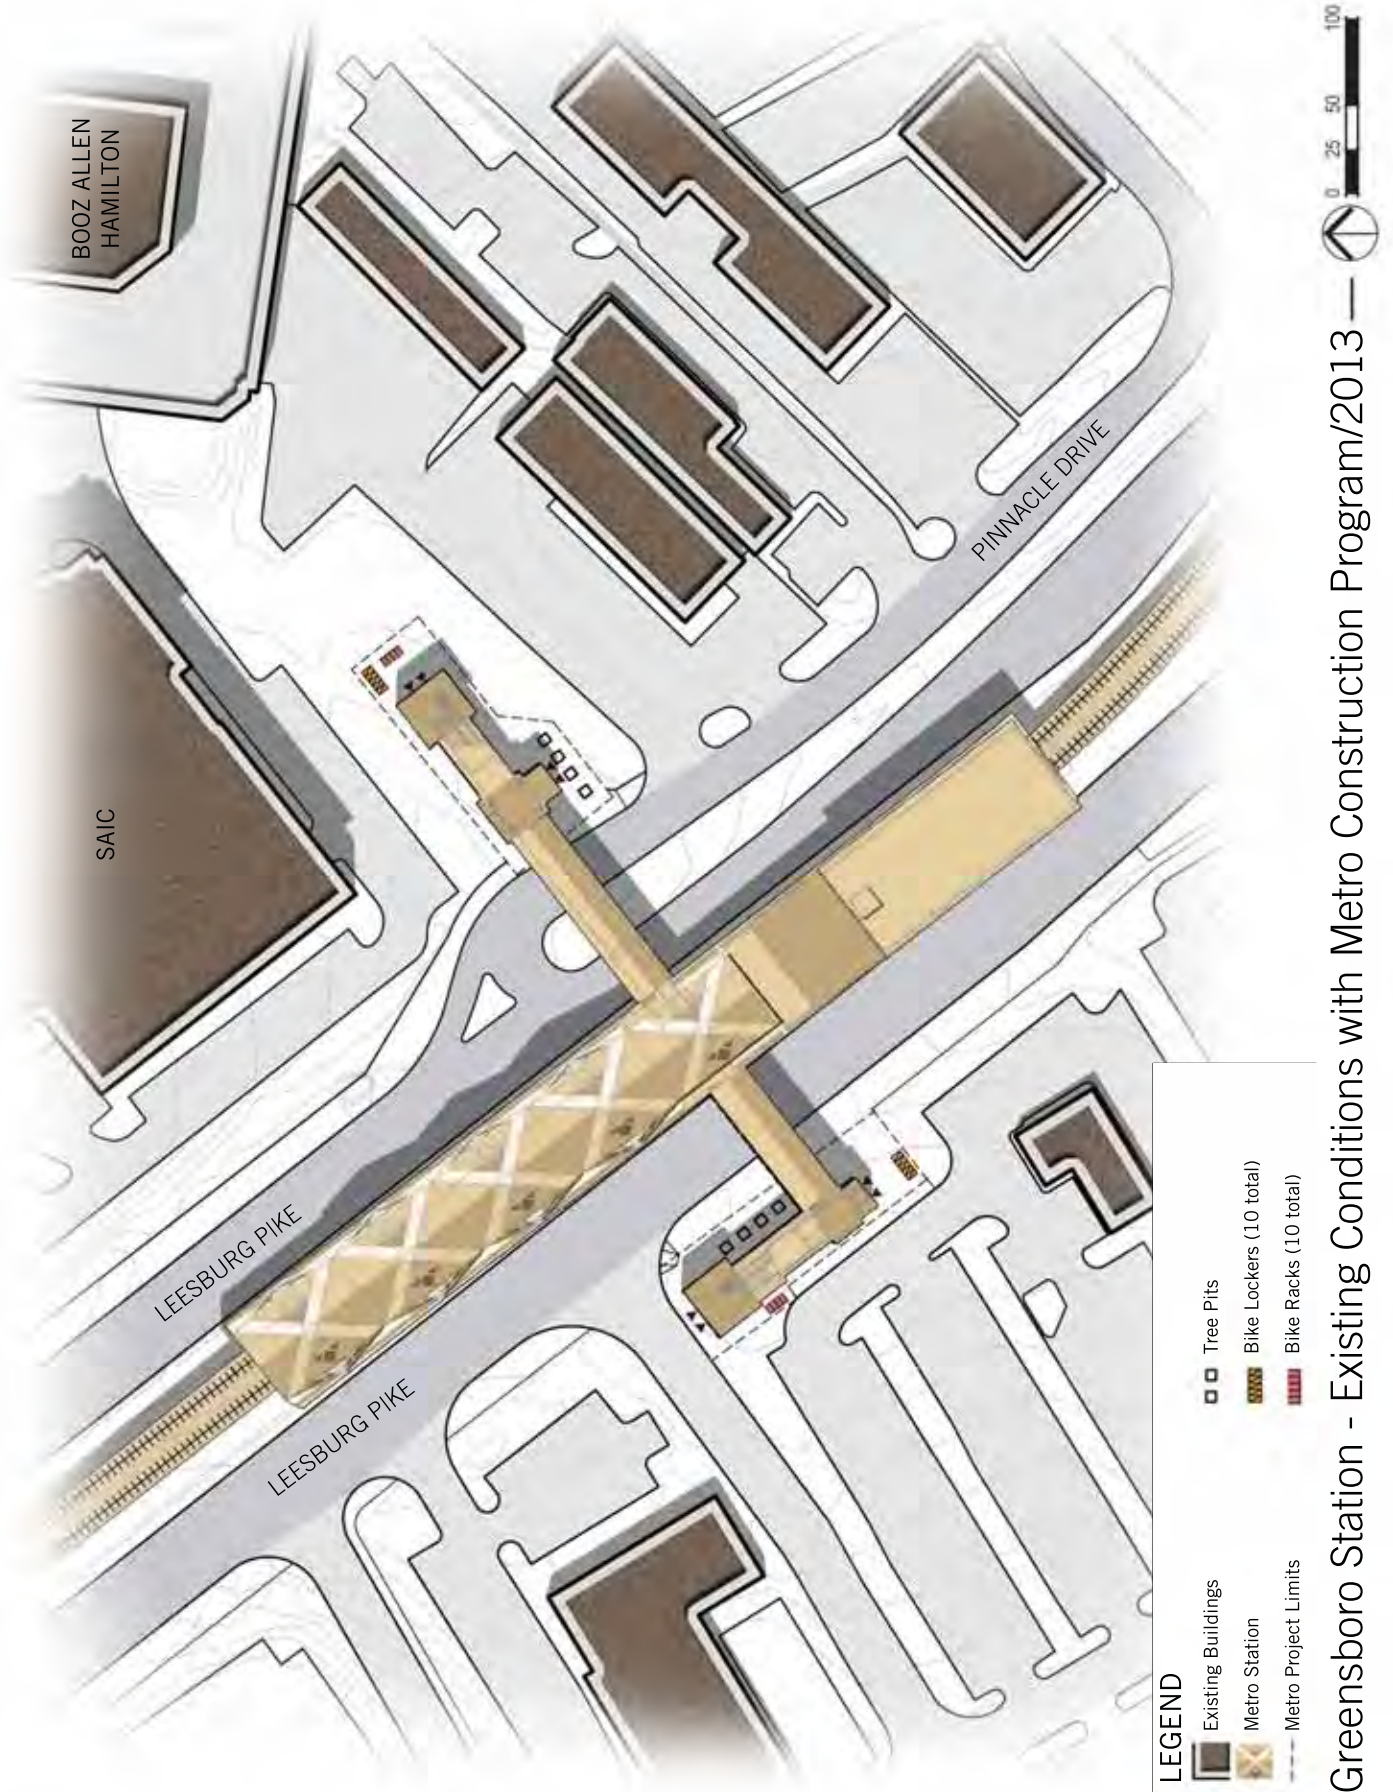 BOOZ ALLEN
HAMILTON
SAIC
LEESBURG PIKE
LEESBURG PIKE
PINNACLE DRIVE
LEGEND
Existing Buildings
Metro Station
Metro Project Limits
Tree Pits
Bike Lockers (10 total)
Bike Racks (10 total)
Greensboro Station - Existing Conditions with Metro Construction Program/2013
0 25 50 100